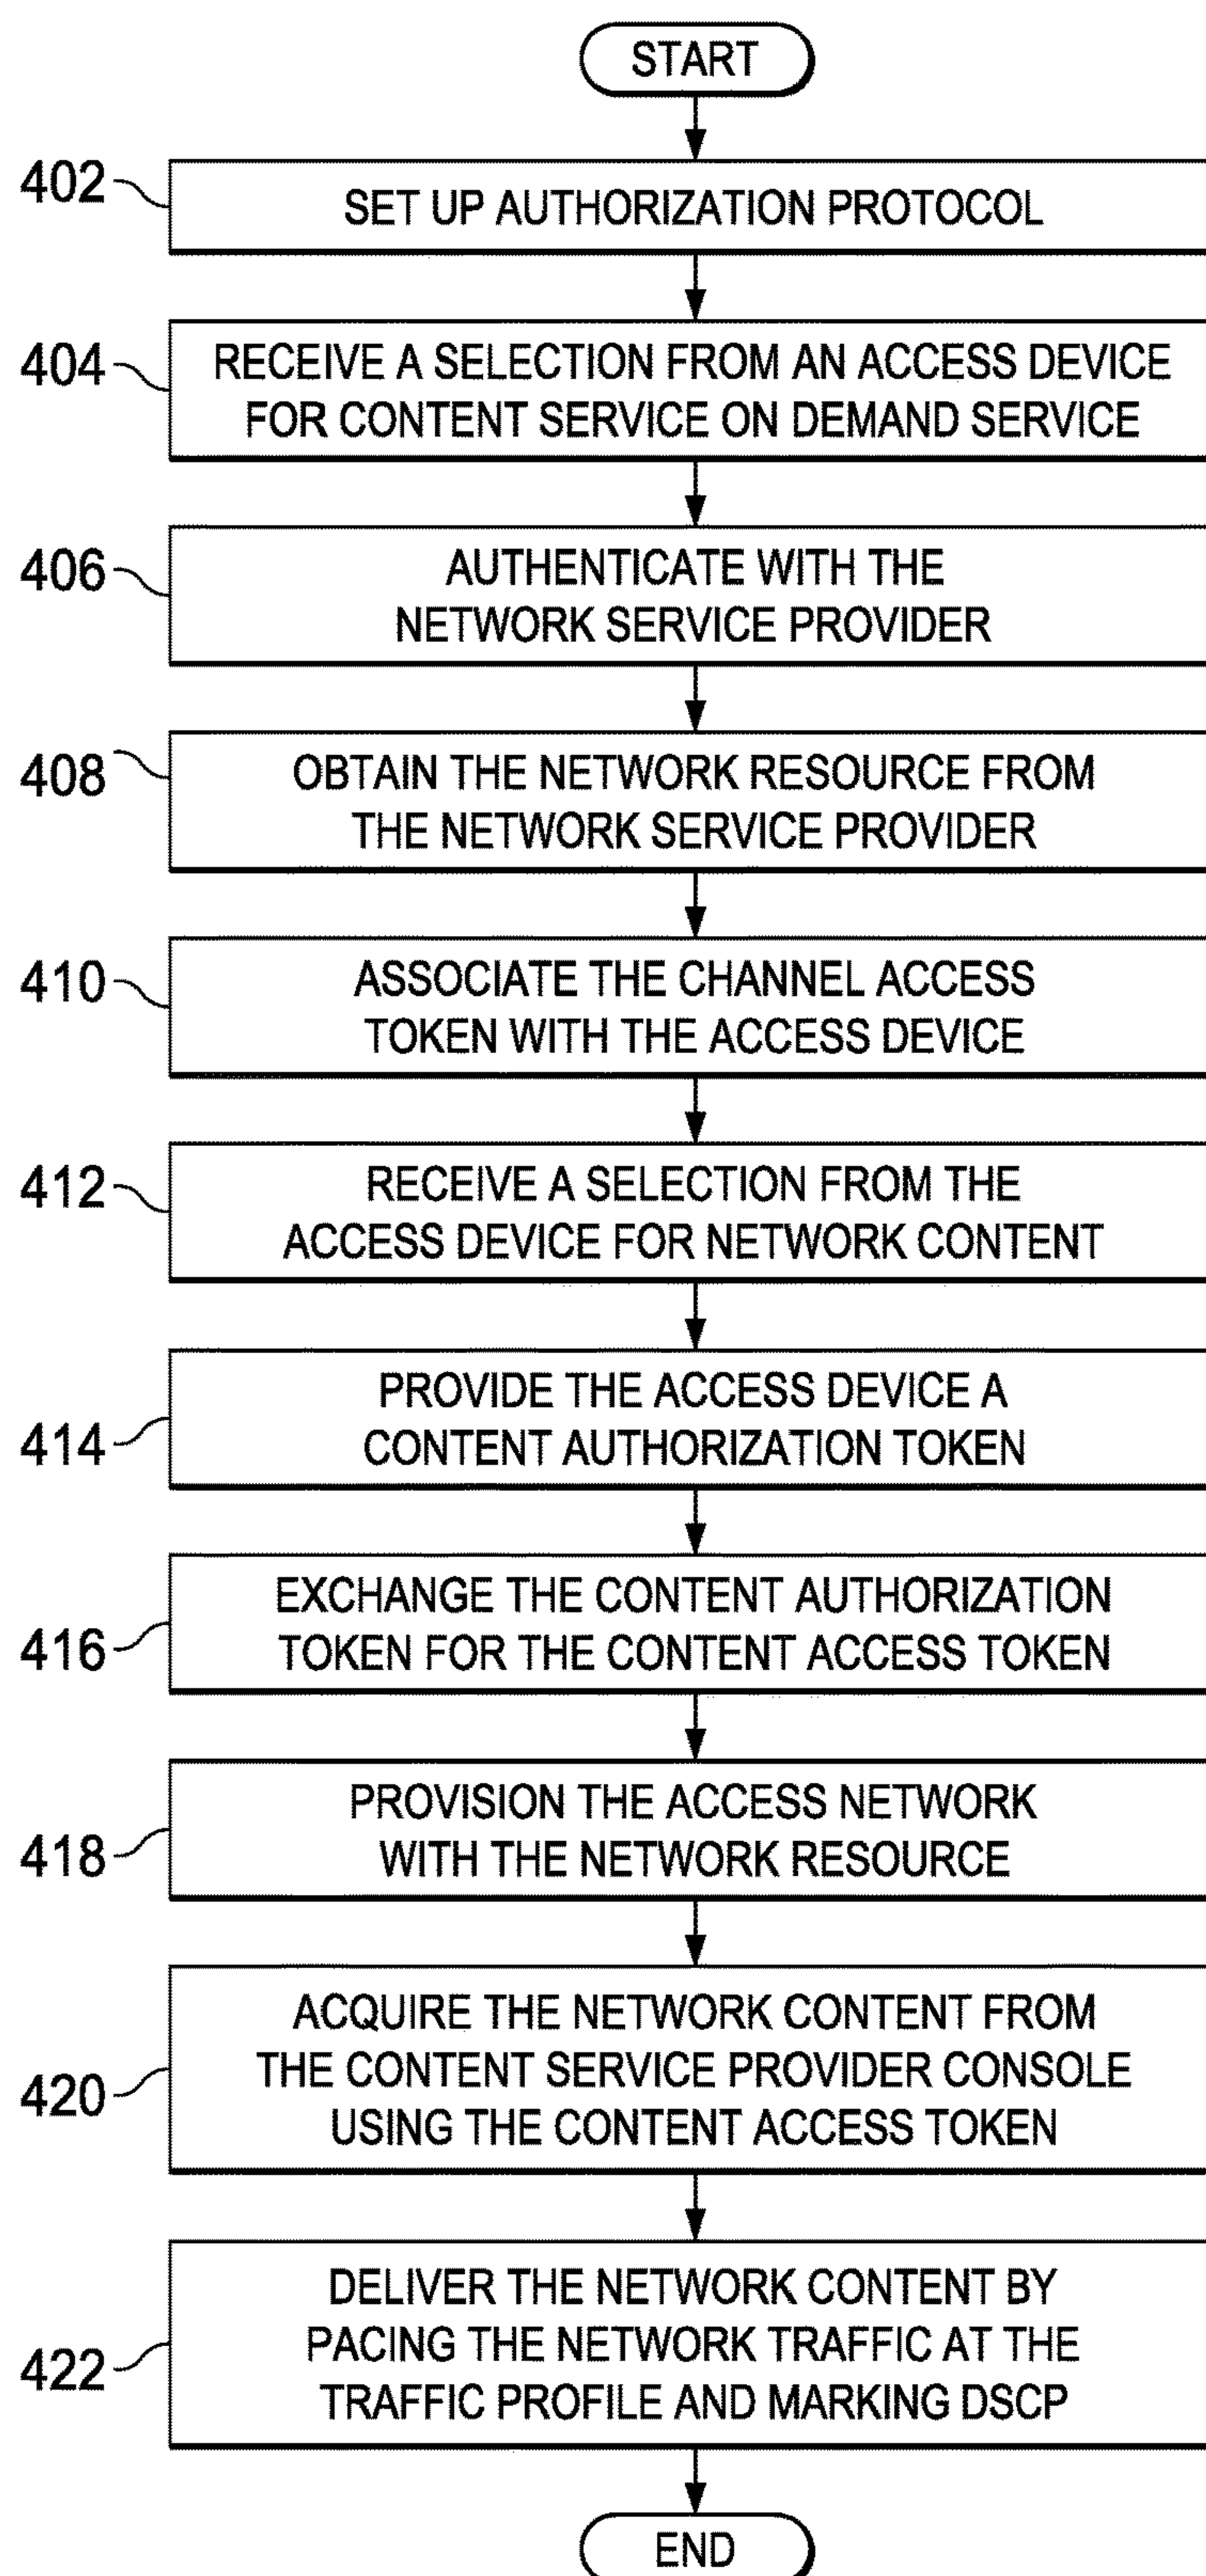 START
402
SET UP AUTHORIZATION PROTOCOL
404
RECEIVE A SELECTION FROM AN ACCESS DEVICE
FOR CONTENT SERVICE ON DEMAND SERVICE
406
AUTHENTICATE WITH THE
NETWORK SERVICE PROVIDER
408
OBTAIN THE NETWORK RESOURCE FROM
THE NETWORK SERVICE PROVIDER
410
ASSOCIATE THE CHANNEL ACCESS
TOKEN WITH THE ACCESS DEVICE
412
RECEIVE A SELECTION FROM THE
ACCESS DEVICE FOR NETWORK CONTENT
414
PROVIDE THE ACCESS DEVICE A
CONTENT AUTHORIZATION TOKEN
416
EXCHANGE THE CONTENT AUTHORIZATION
TOKEN FOR THE CONTENT ACCESS TOKEN
418
PROVISION THE ACCESS NETWORK
WITH THE NETWORK RESOURCE
420
ACQUIRE THE NETWORK CONTENT FROM
THE CONTENT SERVICE PROVIDER CONSOLE
USING THE CONTENT ACCESS TOKEN
422
DELIVER THE NETWORK CONTENT BY
PACING THE NETWORK TRAFFIC AT THE
TRAFFIC PROFILE AND MARKING DSCP
END